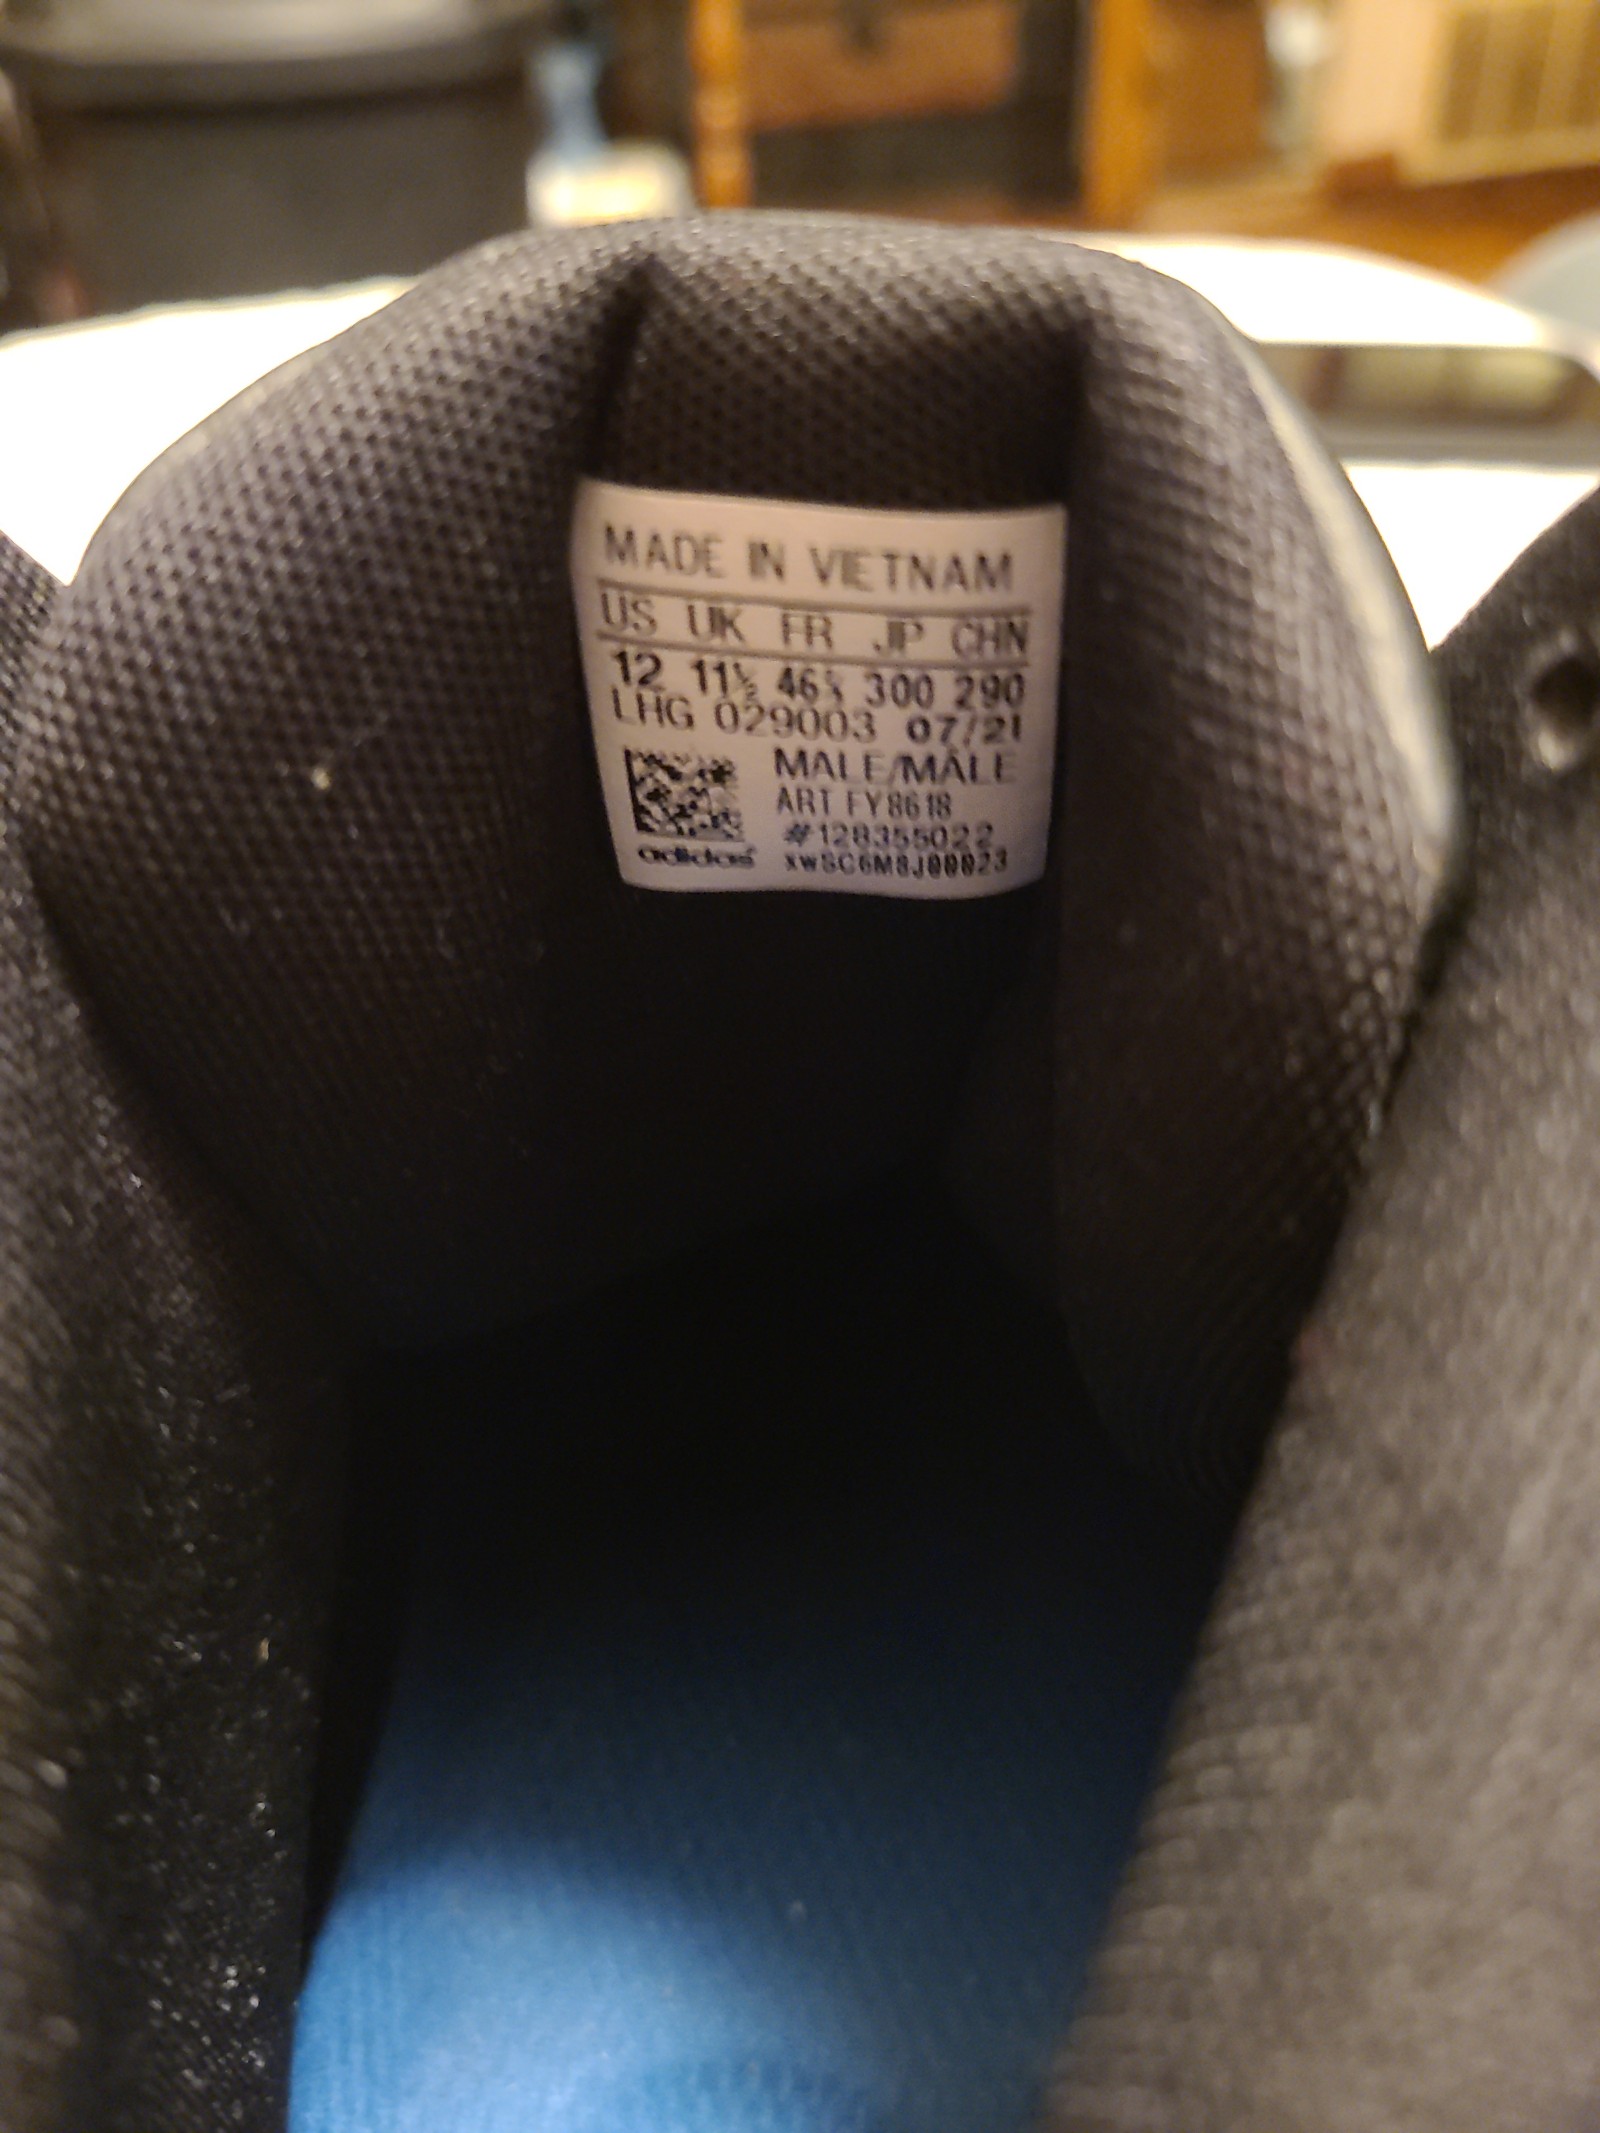 MADE IN VIETNAM
US UK FR JP CHN
12 11½ 46⅔ 300 290
LHG 029003 07/21
MALE/MÂLE
ART FY8618
#128355022
adidas xwSC6M8J00023